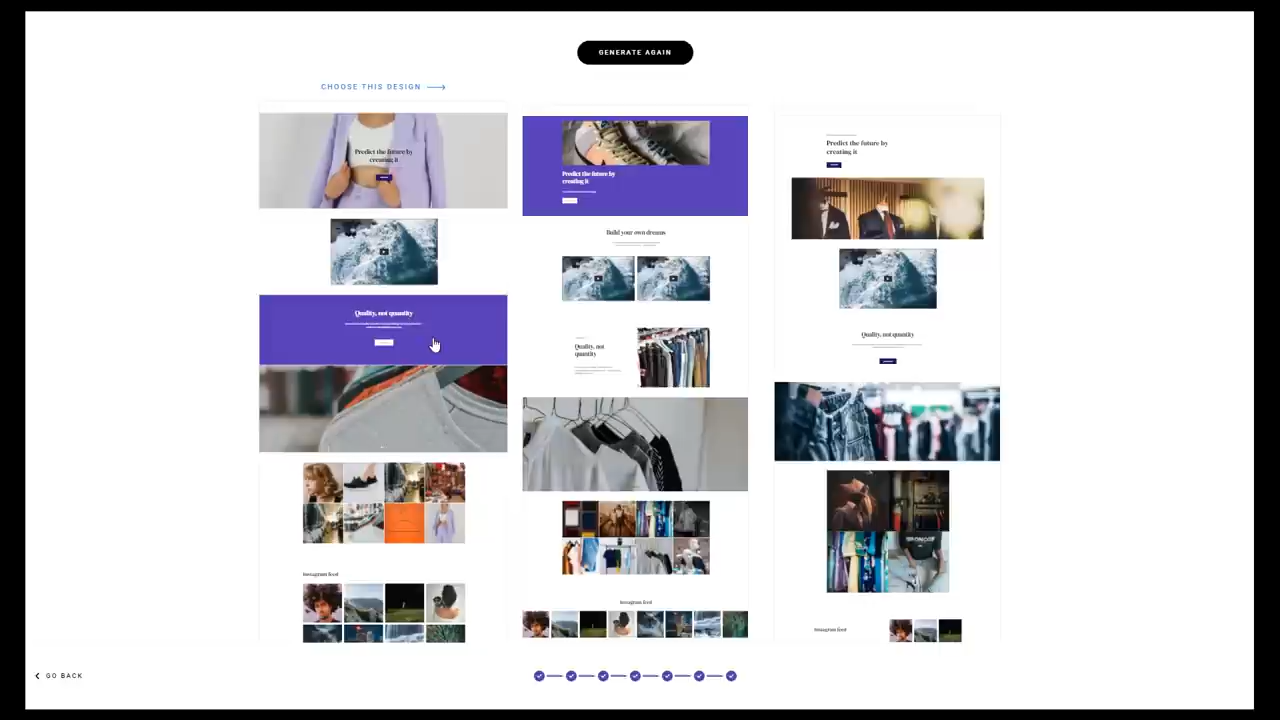 GENERATE AGAIN
CHOOSE THIS DESIGN
Predict the future by
creating it
Quality, not quantity
Instagram feed
Predict the future by
creating it
Build your own dreams
Quality, not
quantity
Instagram feed
Predict the future by
creating it
Quality, not quantity
Instagram feed
GO BACK